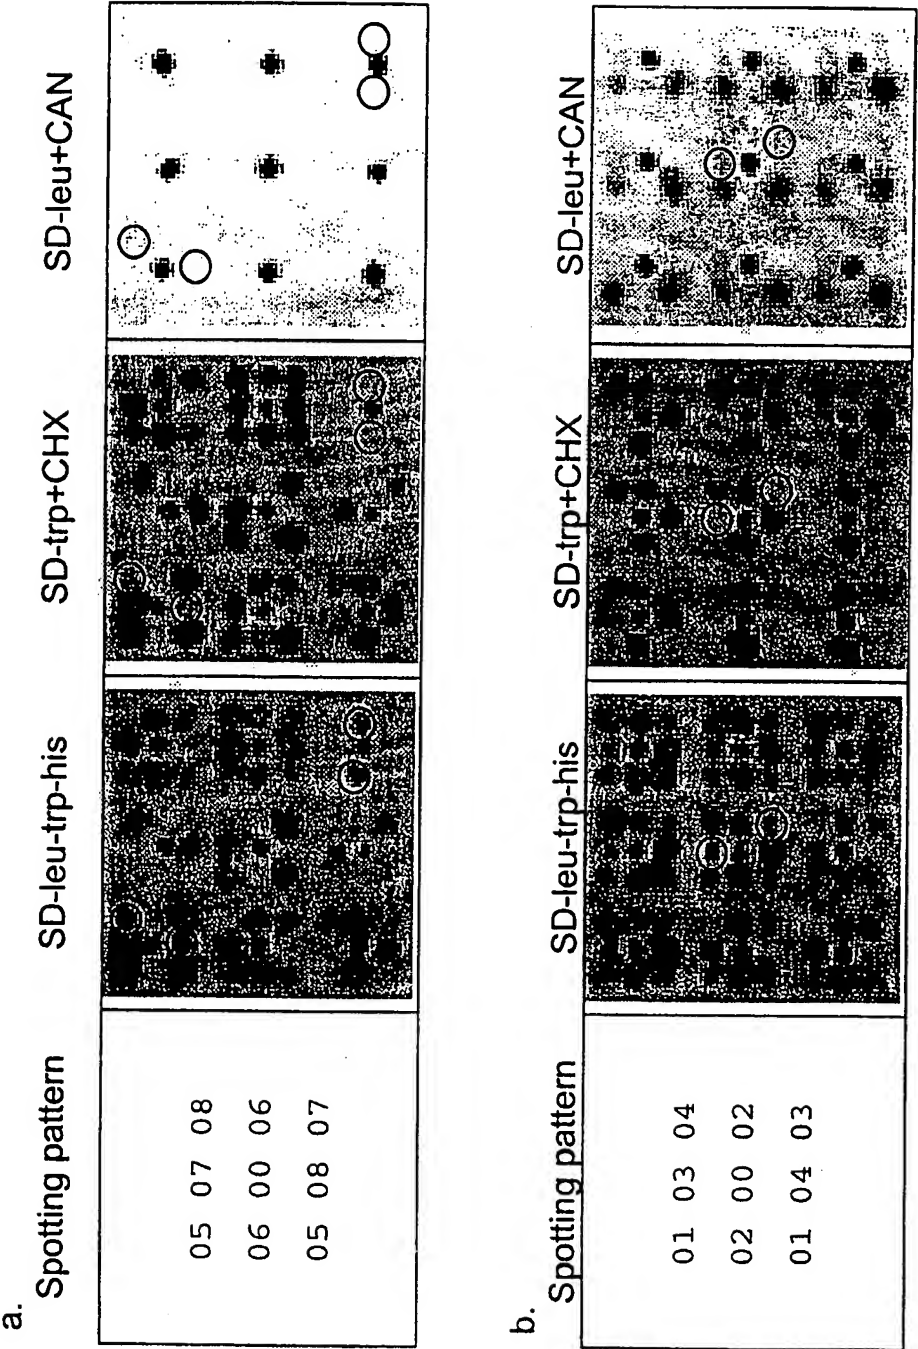 a.
Spotting pattern SD-leu-trp-his SD-trp+CHX SD-leu+CAN
05 07 08
06 00 06
05 08 07
b.
Spotting pattern SD-leu-trp-his SD-trp+CHX SD-leu+CAN
01 03 04
02 00 02
01 04 03